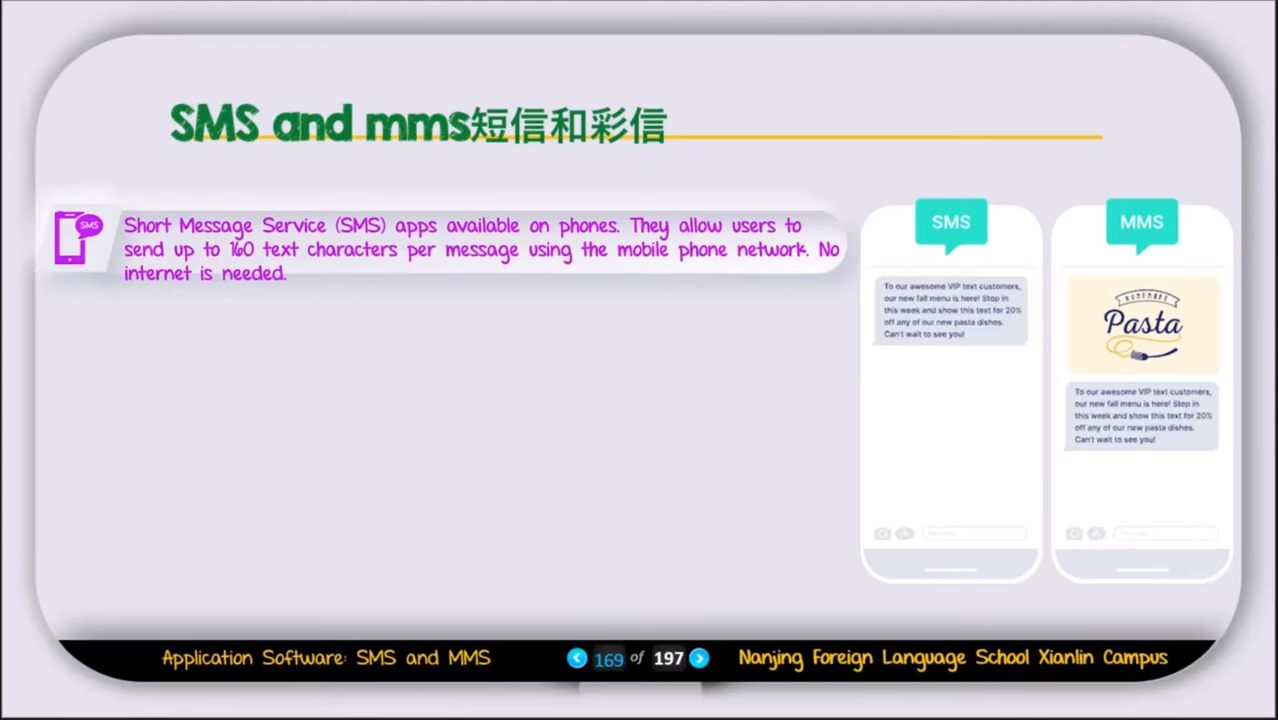 SMS and mms短信和彩信
SMS
Short Message Service (SMS) apps available on phones. They allow users to
send up to 160 text characters per message using the mobile phone network. No
internet is needed.
SMS
To our awesome VIP text customers,
our new fall menu is here! Stop in
this week and show this text for 20%
off any of our new pasta dishes.
Can't wait to see you!
MMS
HOMEMADE
Pasta
To our awesome VIP text customers,
our new fall menu is here! Stop in
this week and show this text for 20%
off any of our new pasta dishes.
Can't wait to see you!
Application Software: SMS and MMS
169 of 197
Nanjing Foreign Language School Xianlin Campus